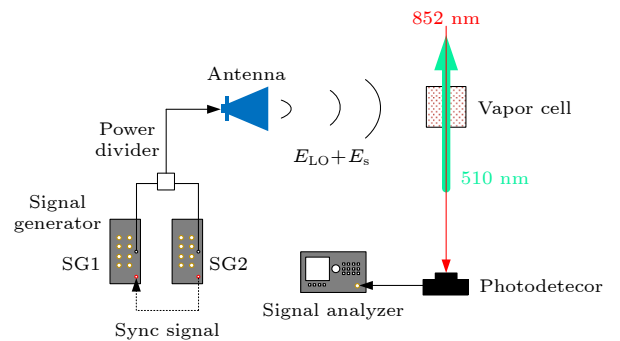 852 nm
Antenna
Vapor cell
Power
divider
E_LO+E_s
510 nm
Signal
generator
SG1
SG2
Photodetecor
Signal analyzer
Sync signal